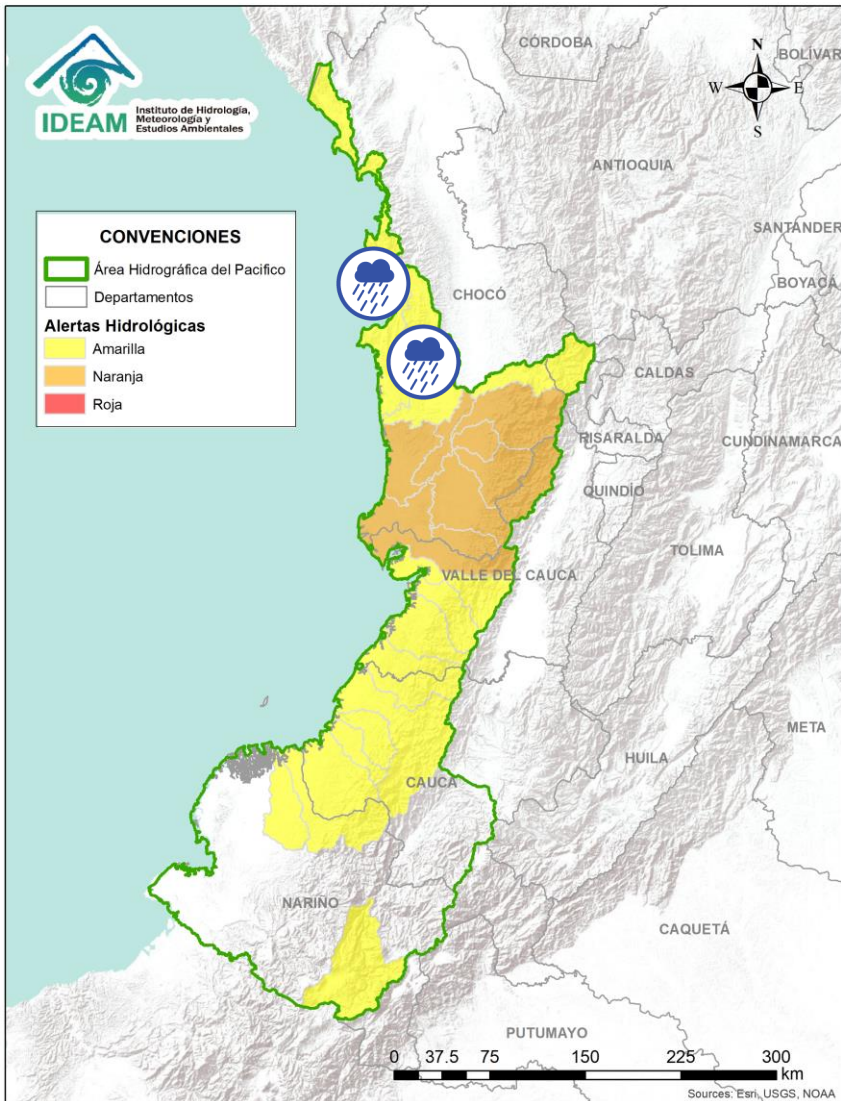 IDEAM
Instituto de Hidrología,
Meteorología y
Estudios Ambientales
CÓRDOBA
BOLÍVAR
N
W
E
S
ANTIOQUIA
SANTANDER
BOYACÁ
CONVENCIONES
Área Hidrográfica del Pacifico
Departamentos
Alertas Hidrológicas
Amarilla
Naranja
Roja
CHOCÓ
CALDAS
RISARALDA
CUNDINAMARCA
QUINDÍO
TOLIMA
VALLE DEL CAUCA
META
HUILA
CAUCA
NARIÑO
CAQUETÁ
PUTUMAYO
0 37.5 75 150 225 300
km
Sources: Esri, USGS, NOAA